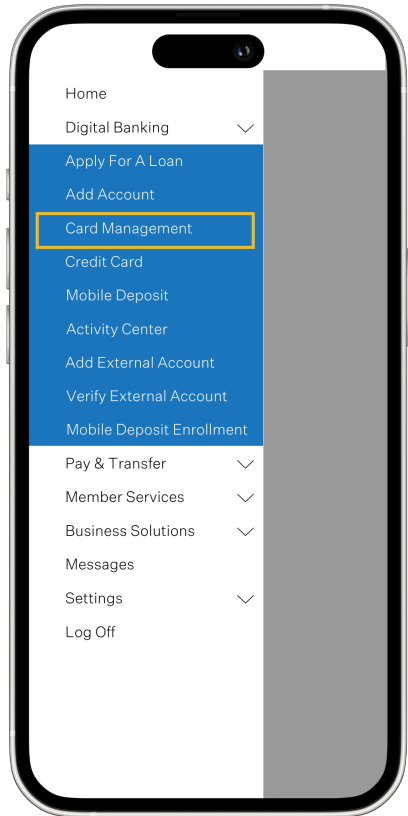 Home
Digital Banking
Apply For A Loan
Add Account
Card Management
Credit Card
Mobile Deposit
Activity Center
Add External Account
Verify External Account
Mobile Deposit Enrollment
Pay & Transfer
Member Services
Business Solutions
Messages
Settings
Log Off